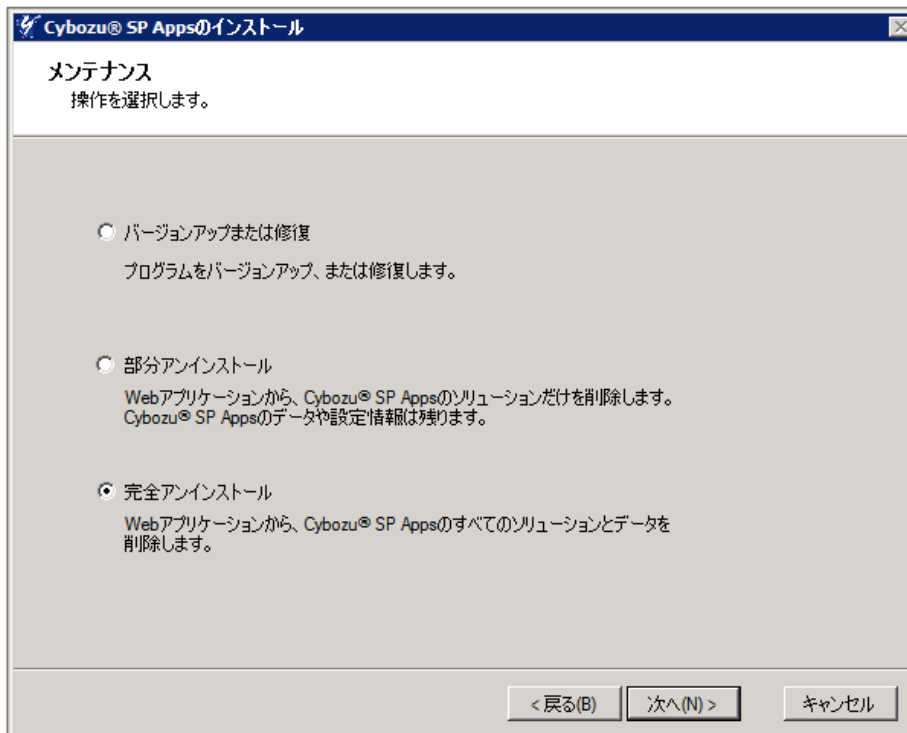 Cybozu® SP Appsのインストール
メンテナンス
操作を選択します。
バージョンアップまたは修復
プログラムをバージョンアップ、または修復します。
部分アンインストール
Webアプリケーションから、Cybozu® SP Appsのソリューションだけを削除します。
Cybozu® SP Appsのデータや設定情報は残ります。
完全アンインストール
Webアプリケーションから、Cybozu® SP Appsのすべてのソリューションとデータを
削除します。
< 戻る(B) 次へ(N) > キャンセル